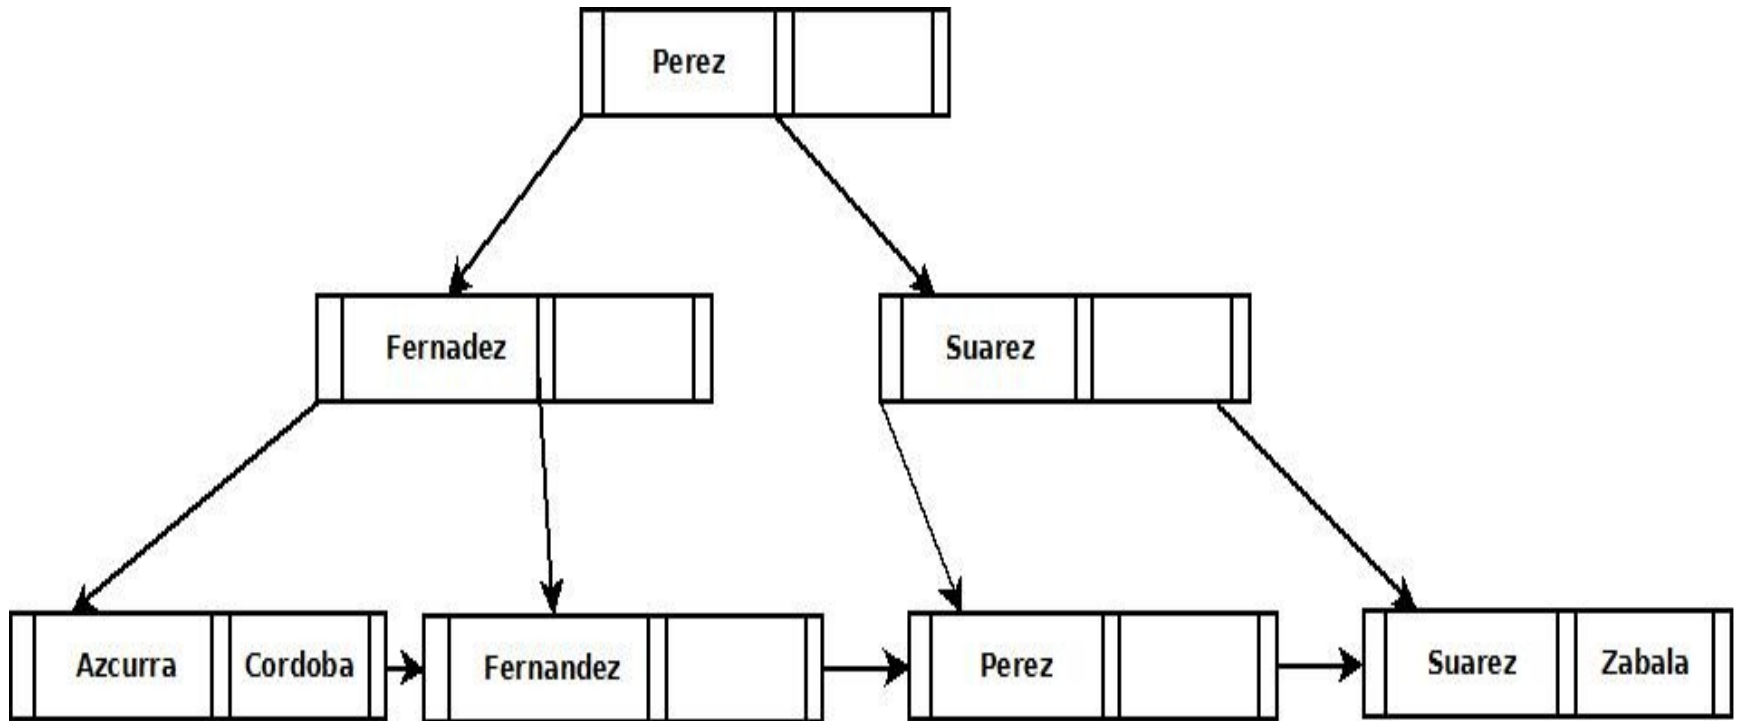 Perez
Fernadez
Suarez
Azcurra
Cordoba
Fernandez
Perez
Suarez
Zabala